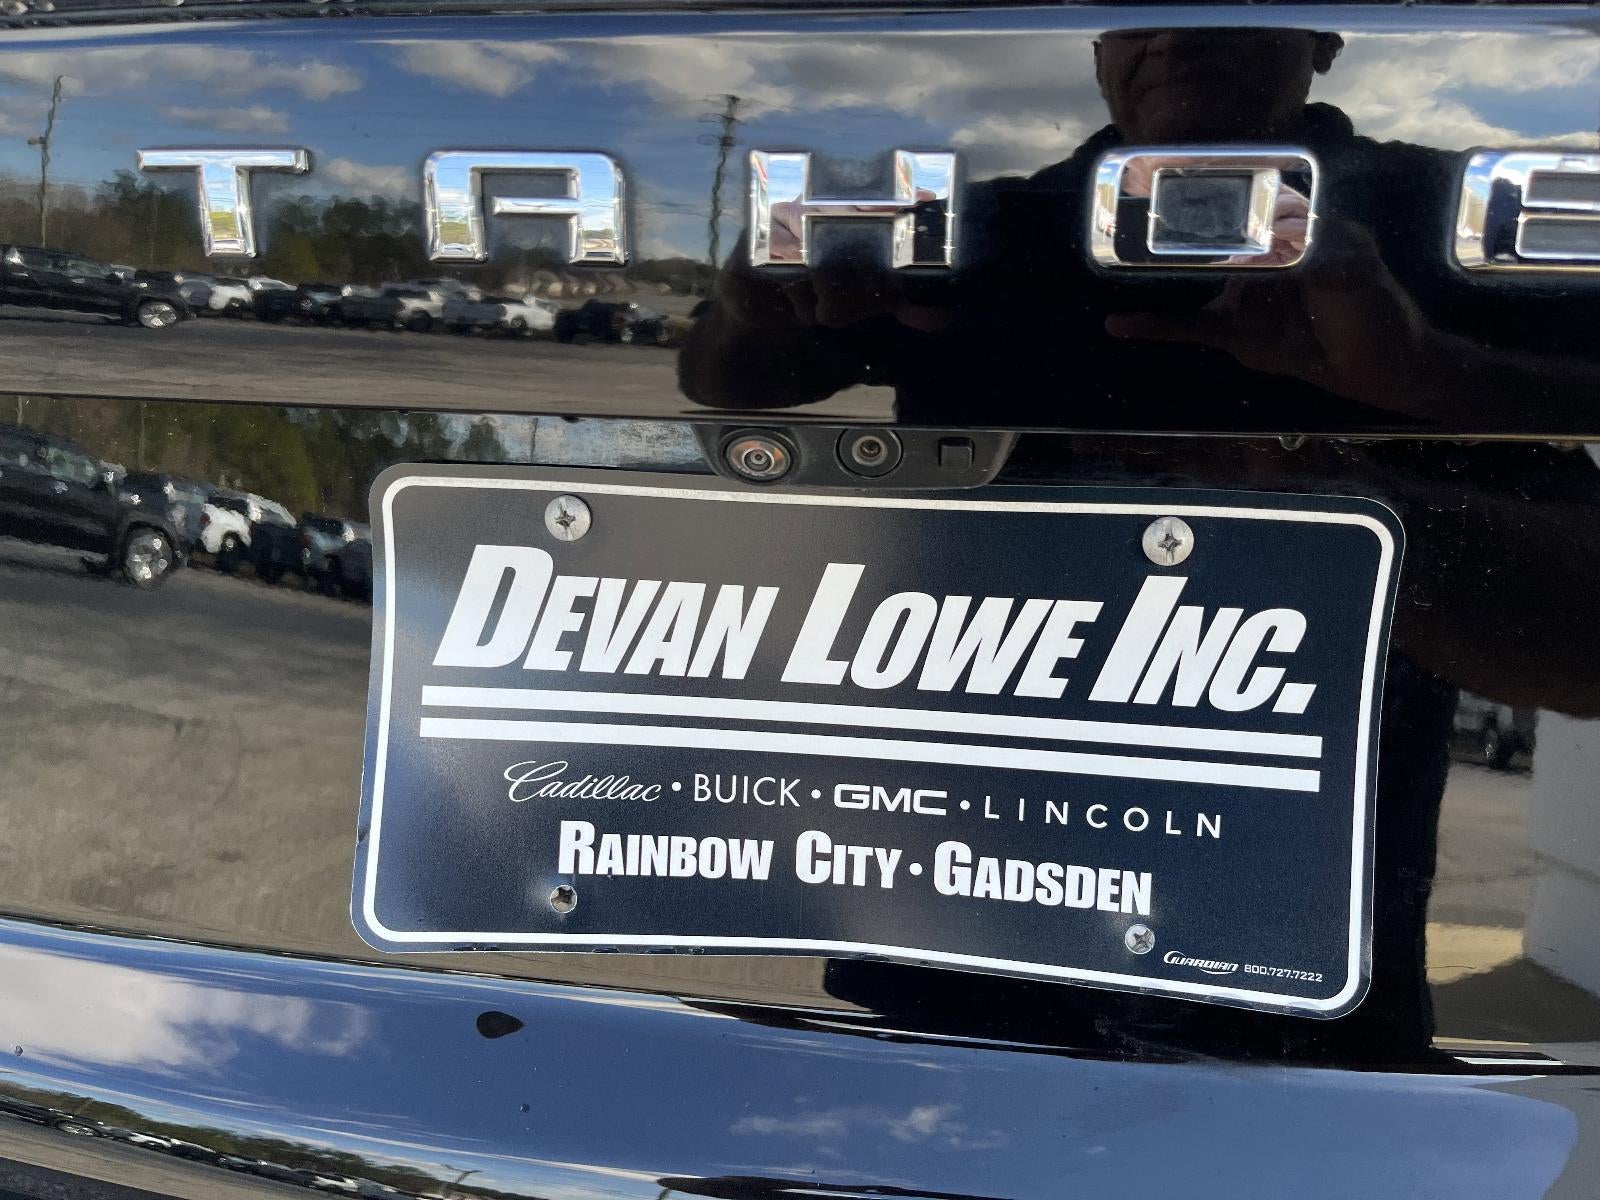 TAHOE
DEVAN LOWE INC.
Cadillac • BUICK • GMC • LINCOLN
RAINBOW CITY • GADSDEN
GUARDIAN 800.727.7222